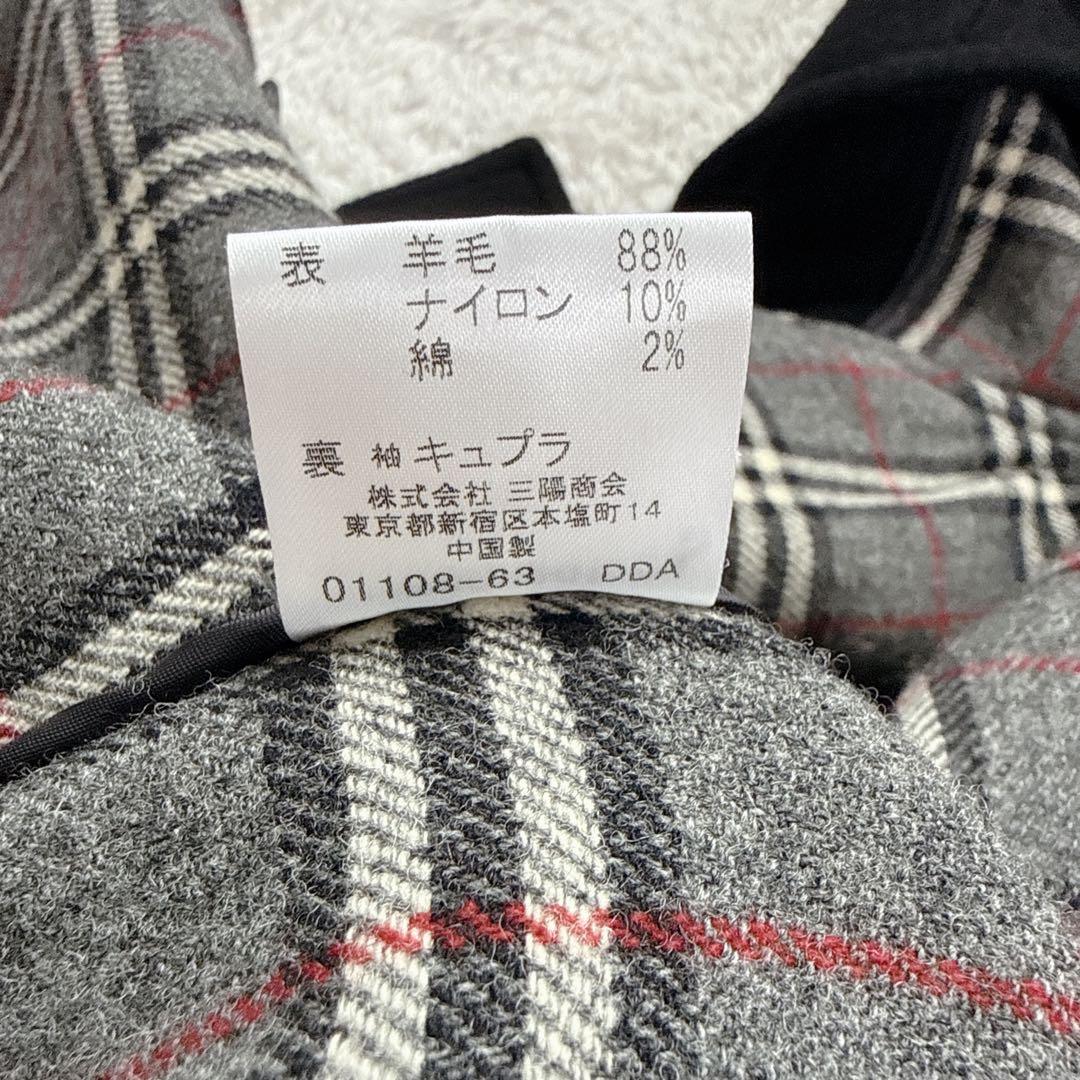 表 羊毛 88%
ナイロン 10%
綿 2%
裏 袖 キュプラ
株式会社 三陽商会
東京都新宿区本塩町14
中国製
01108-63 DDA